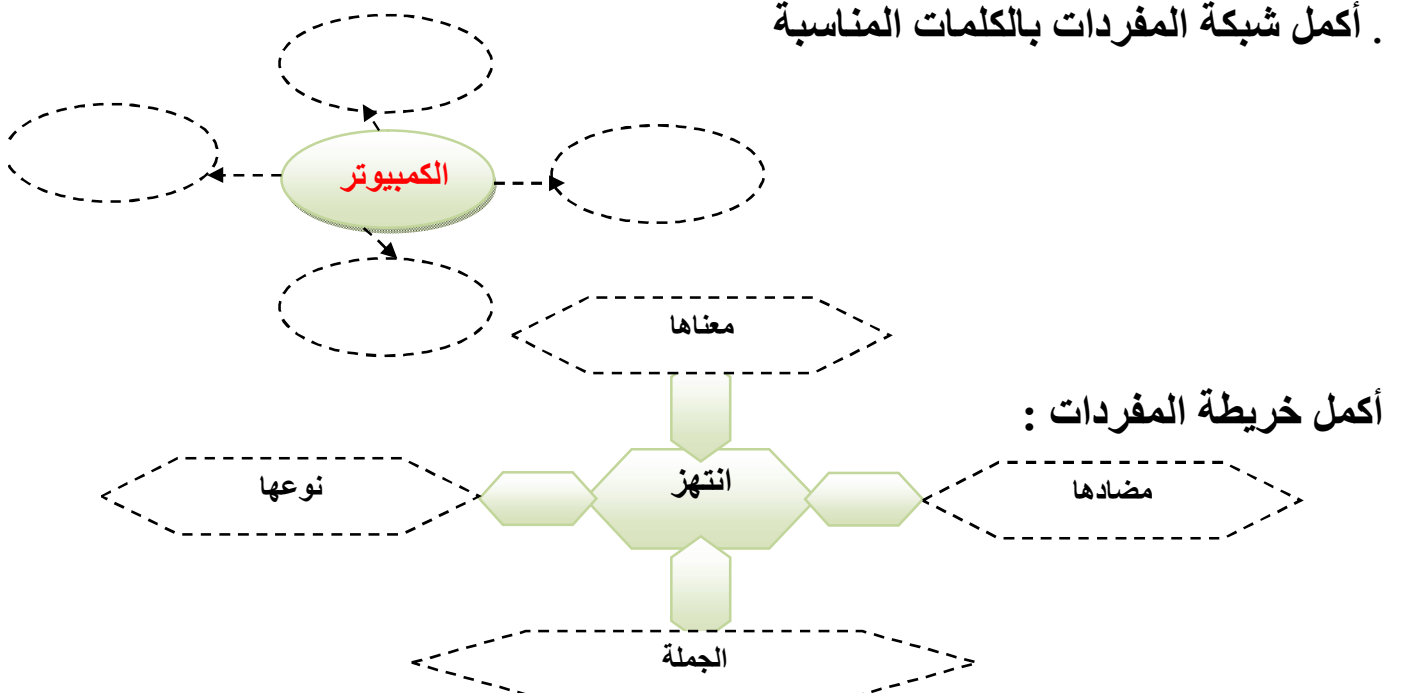 . أكمل شبكة المفردات بالكلمات المناسبة
الكمبيوتر
معناها
أكمل خريطة المفردات :
انتهز
مضادها
نوعها
الجملة